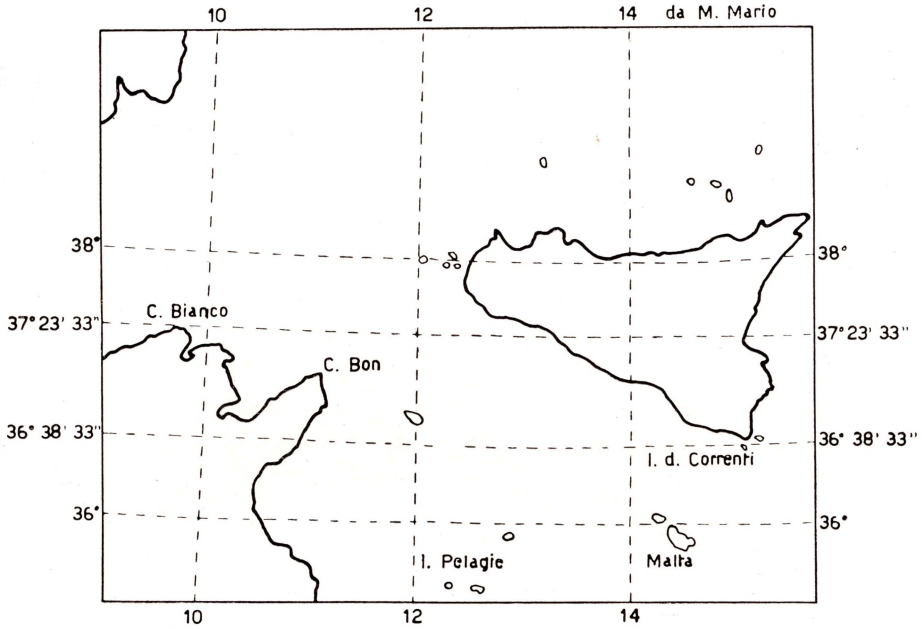 10 12 14 da M. Mario
38° 38°
C. Bianco
37° 23' 33" 37° 23' 33"
C. Bon
36° 38' 33" 36° 38' 33"
I. d. Correnti
36° 36°
I. Pelagie Malta
10 12 14